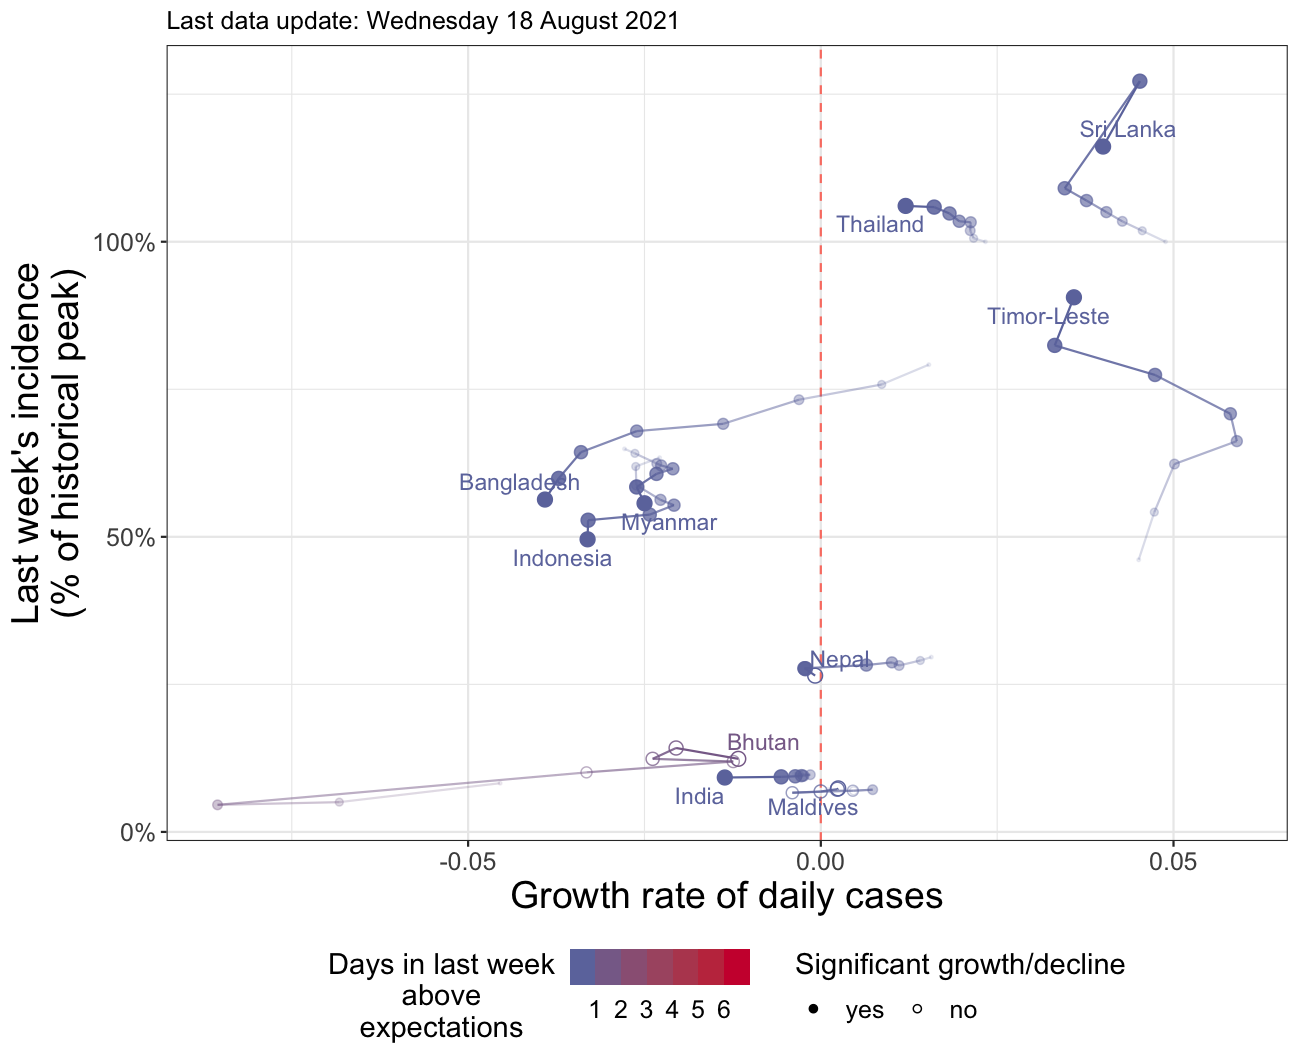 Last data update: Wednesday 18 August 2021
Last week's incidence
(% of historical peak)
100%
50%
0%
Sri Lanka
Thailand
Timor-Leste
Bangladesh
Myanmar
Indonesia
Nepal
Bhutan
India
Maldives
-0.05
0.00
0.05
Growth rate of daily cases
Days in last week
above
expectations
1 2 3 4 5 6
Significant growth/decline
yes no